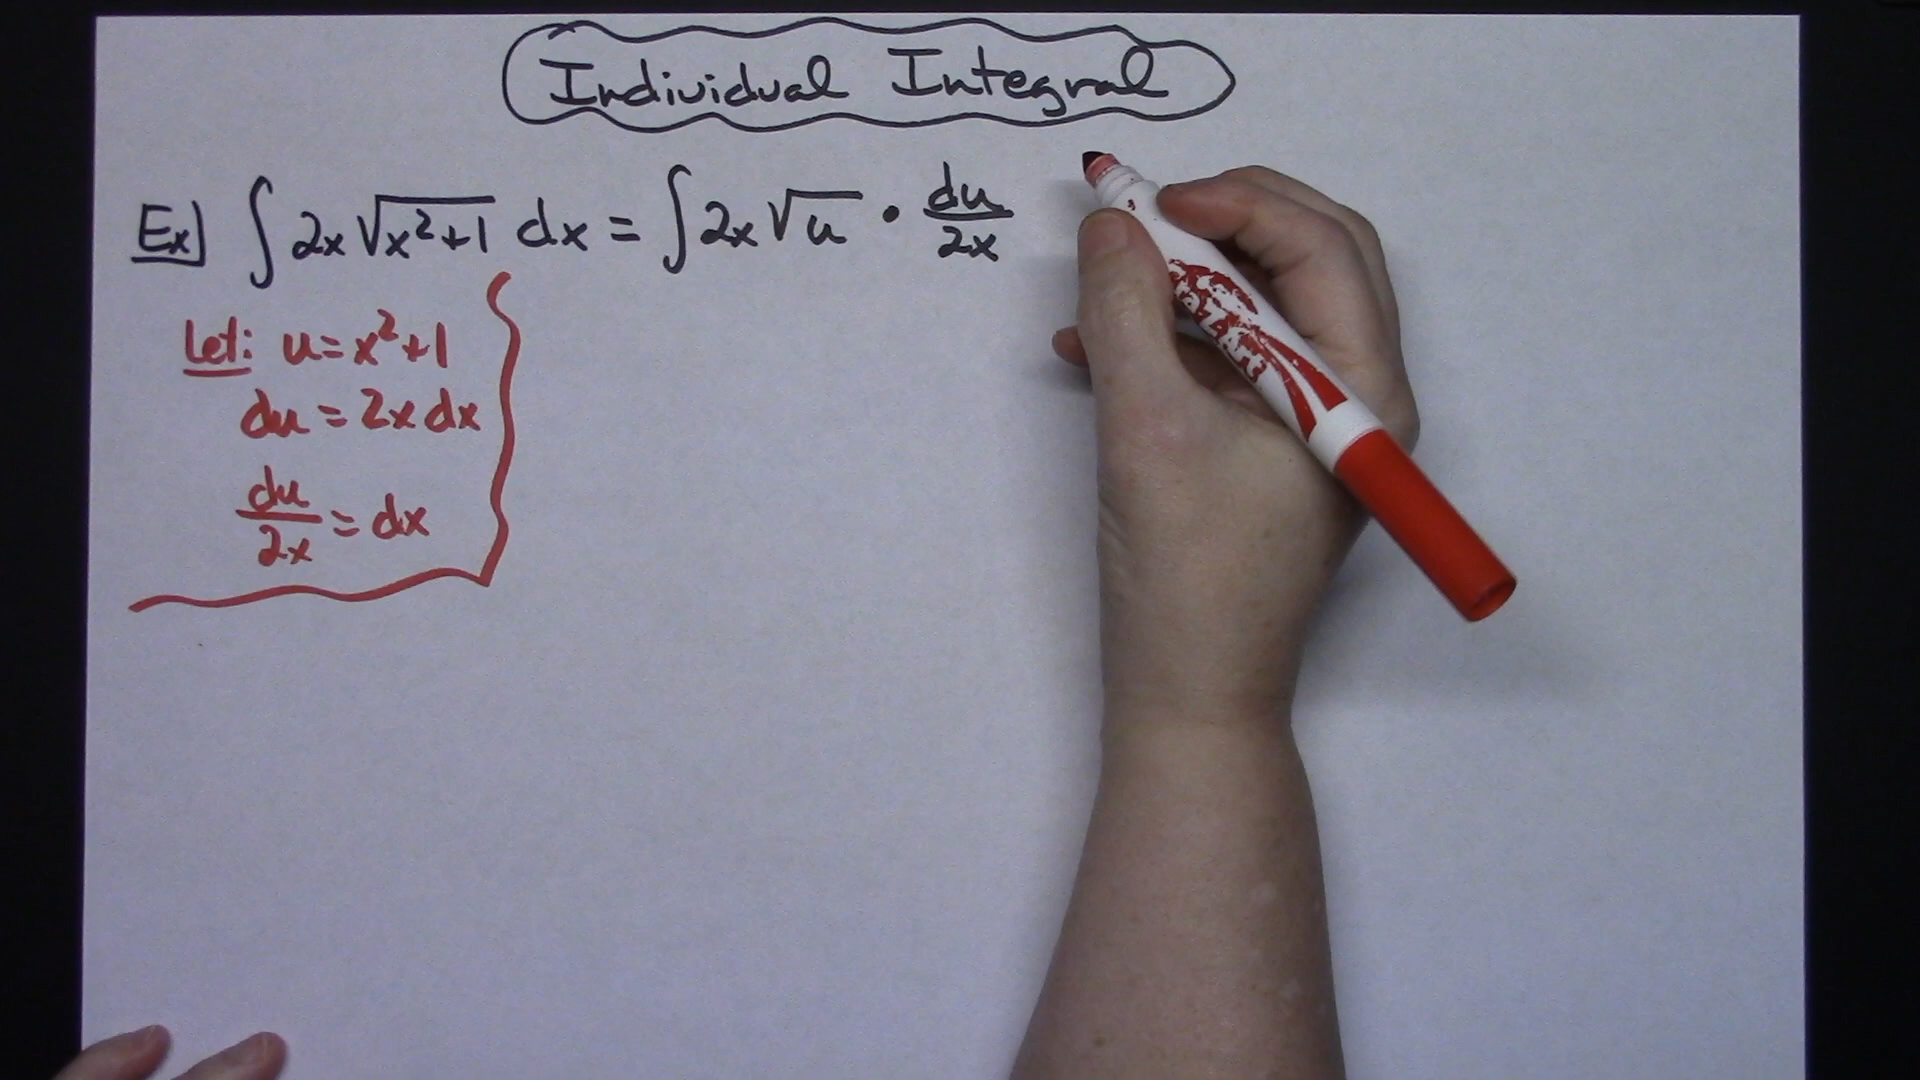 Individual Integral
Ex] ∫ 2x √(x²+1) dx = ∫ 2x √u · du/2x
Let: u = x²+1
du = 2x dx
du/2x = dx